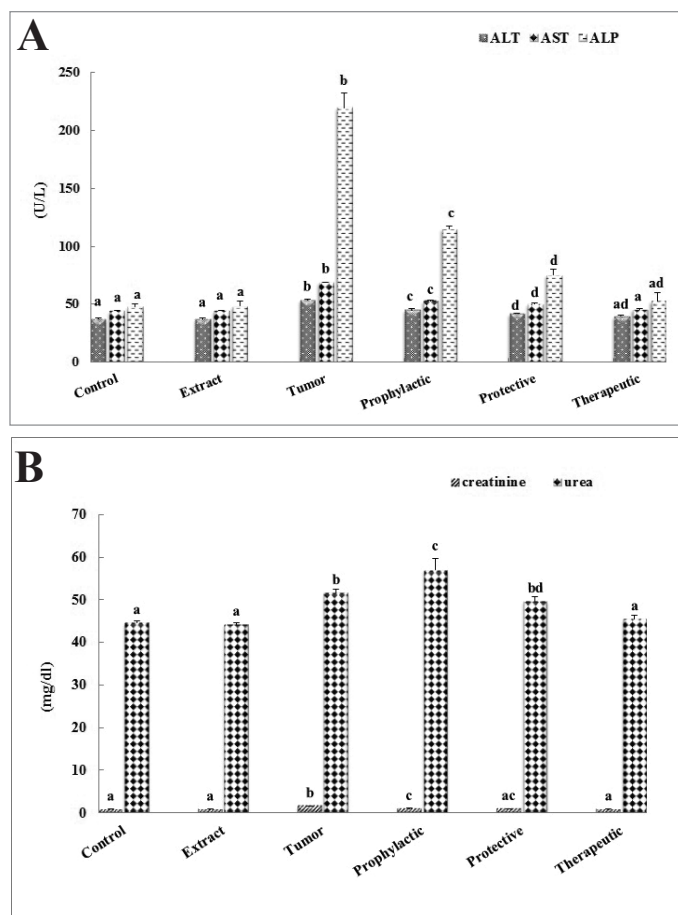 A
ALT AST ALP
250
200
150
100
50
0
(U/L)
a a a
a a a
b b b
c c c
d d d
ad a ad
Control Extract Tumor Prophylactic Protective Therapeutic
B
creatinine urea
70
60
50
40
30
20
10
0
(mg/dl)
a a
a a
b b
c c
ac bd
a a
Control Extract Tumor Prophylactic Protective Therapeutic